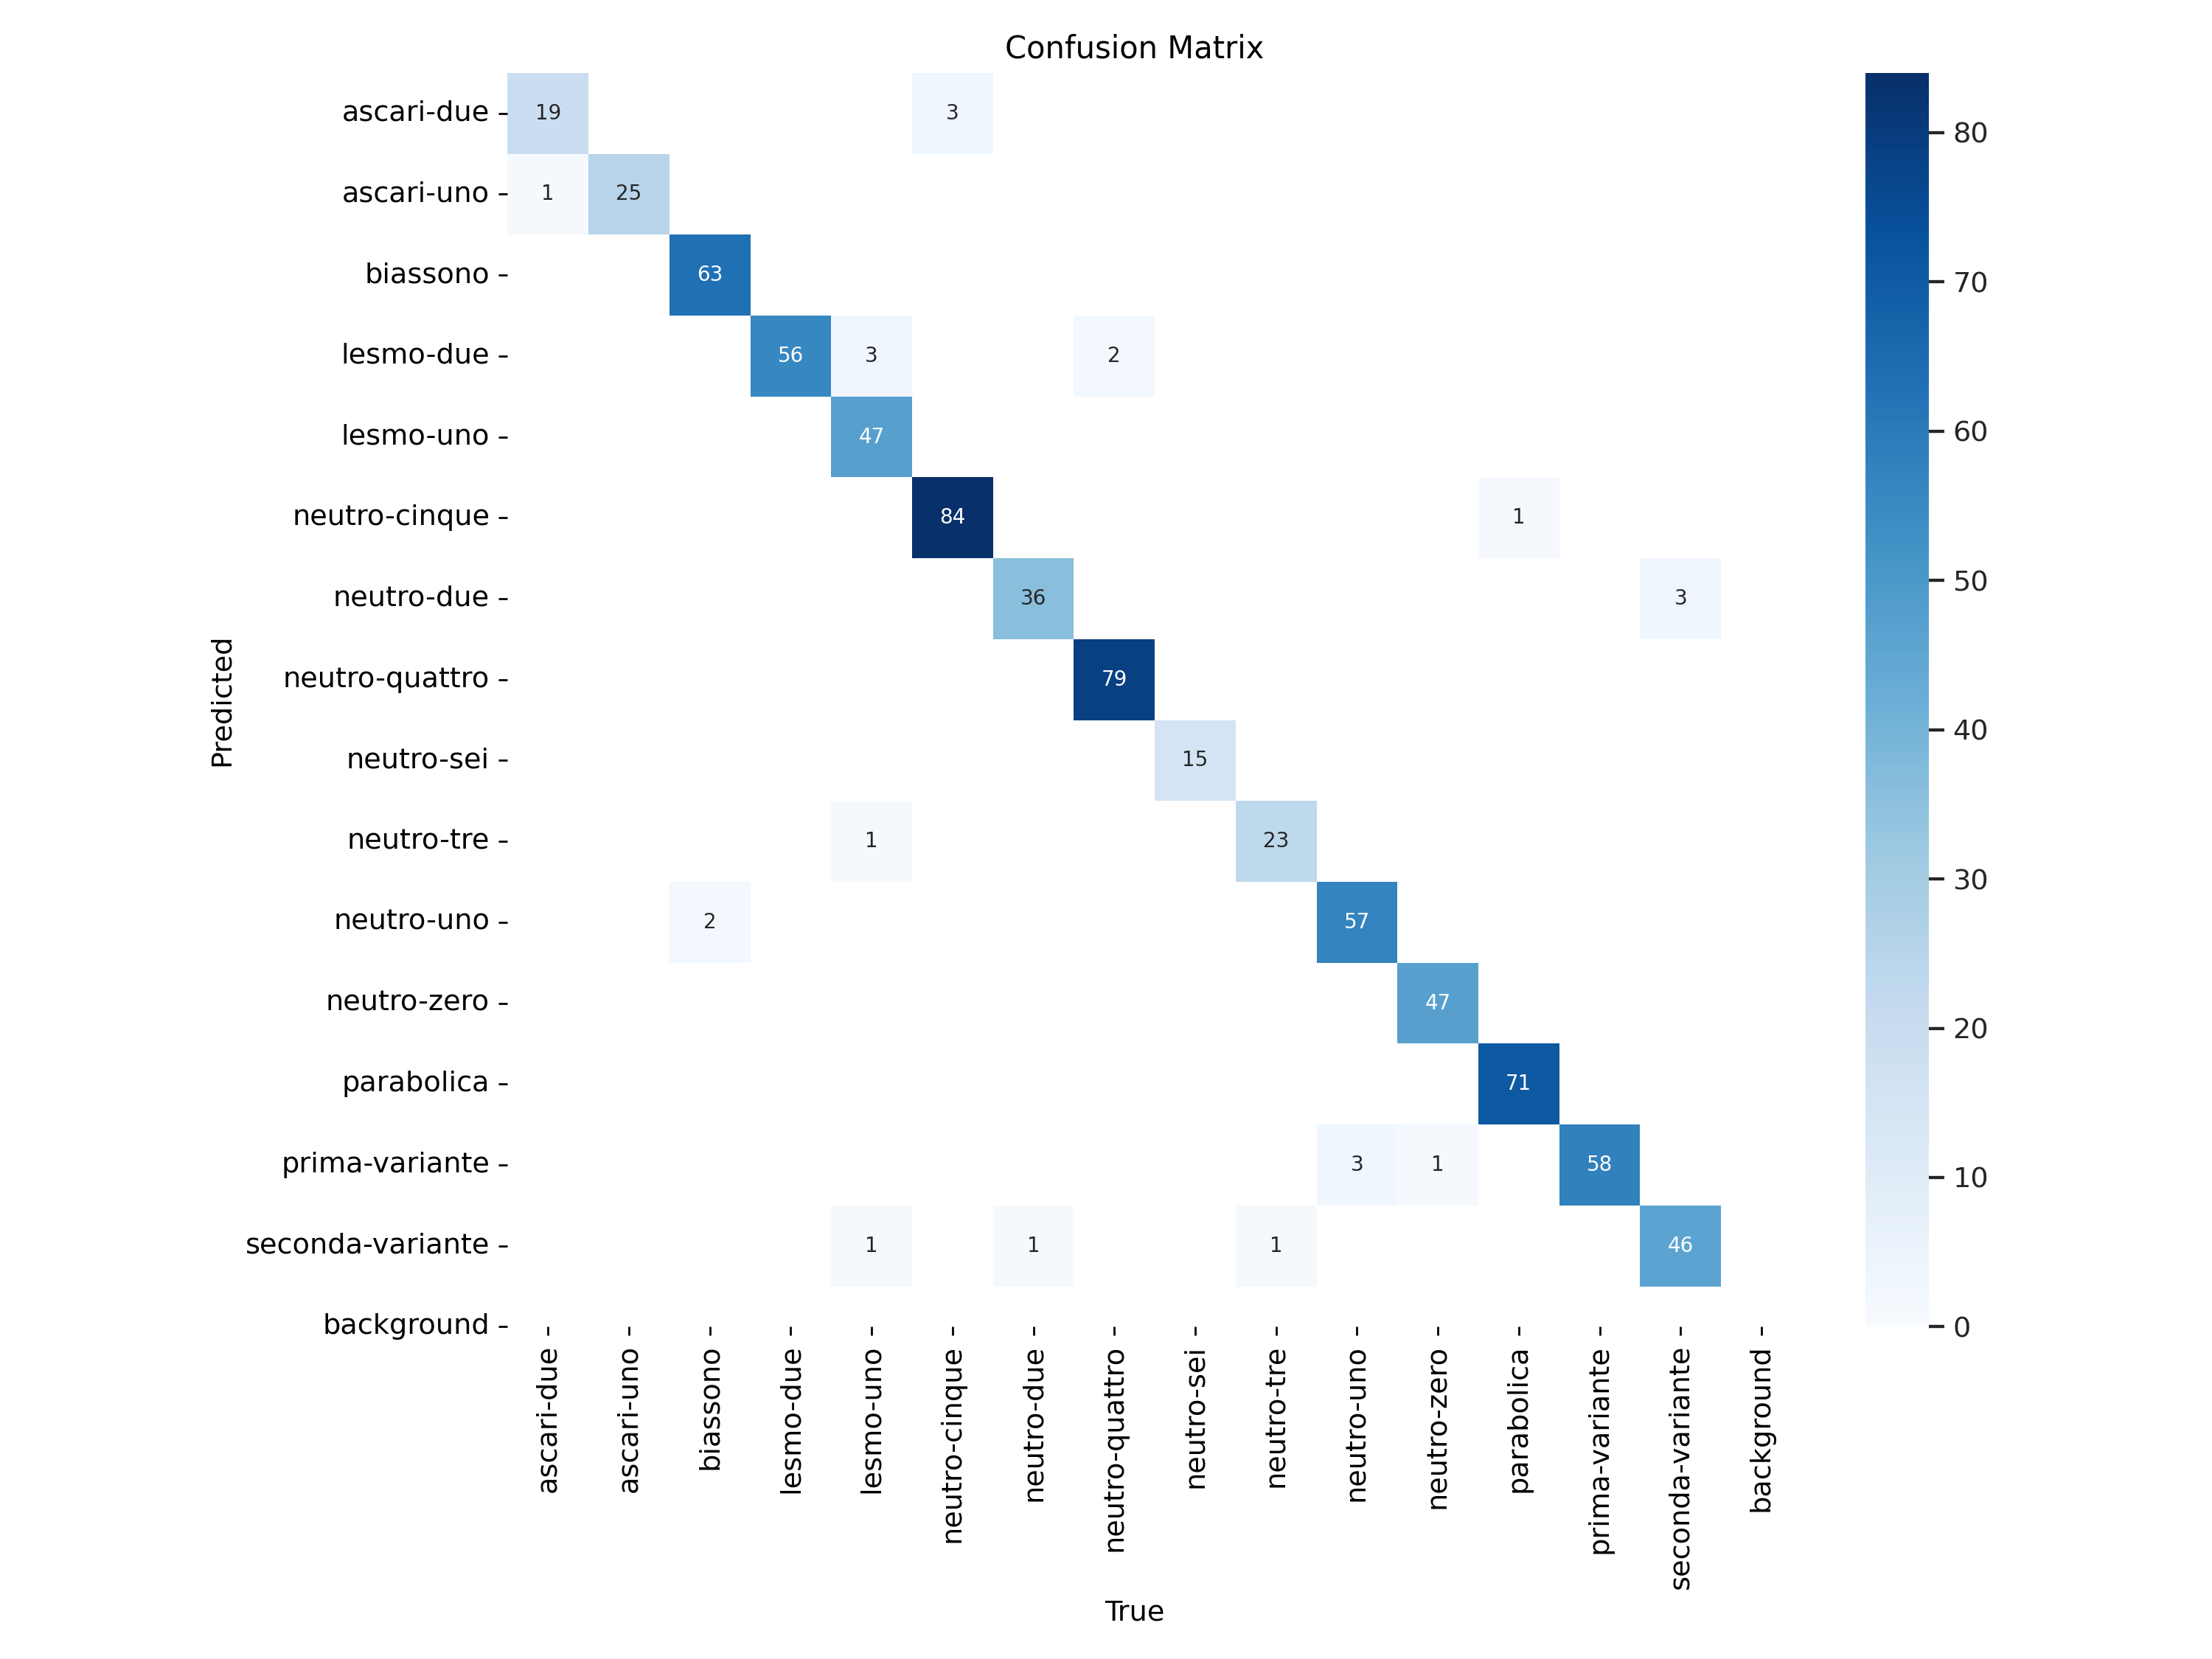 Confusion Matrix
ascari-due 19 3
ascari-uno 1 25
biassono 63
lesmo-due 56 3 2
lesmo-uno 47
neutro-cinque 84 1
neutro-due 36 3
neutro-quattro 79
neutro-sei 15
neutro-tre 1 23
neutro-uno 2 57
neutro-zero 47
parabolica 71
prima-variante 3 1 58
seconda-variante 1 1 1 46
background
Predicted
ascari-due
ascari-uno
biassono
lesmo-due
lesmo-uno
neutro-cinque
neutro-due
neutro-quattro
neutro-sei
neutro-tre
neutro-uno
neutro-zero
parabolica
prima-variante
seconda-variante
background
True
80
70
60
50
40
30
20
10
0